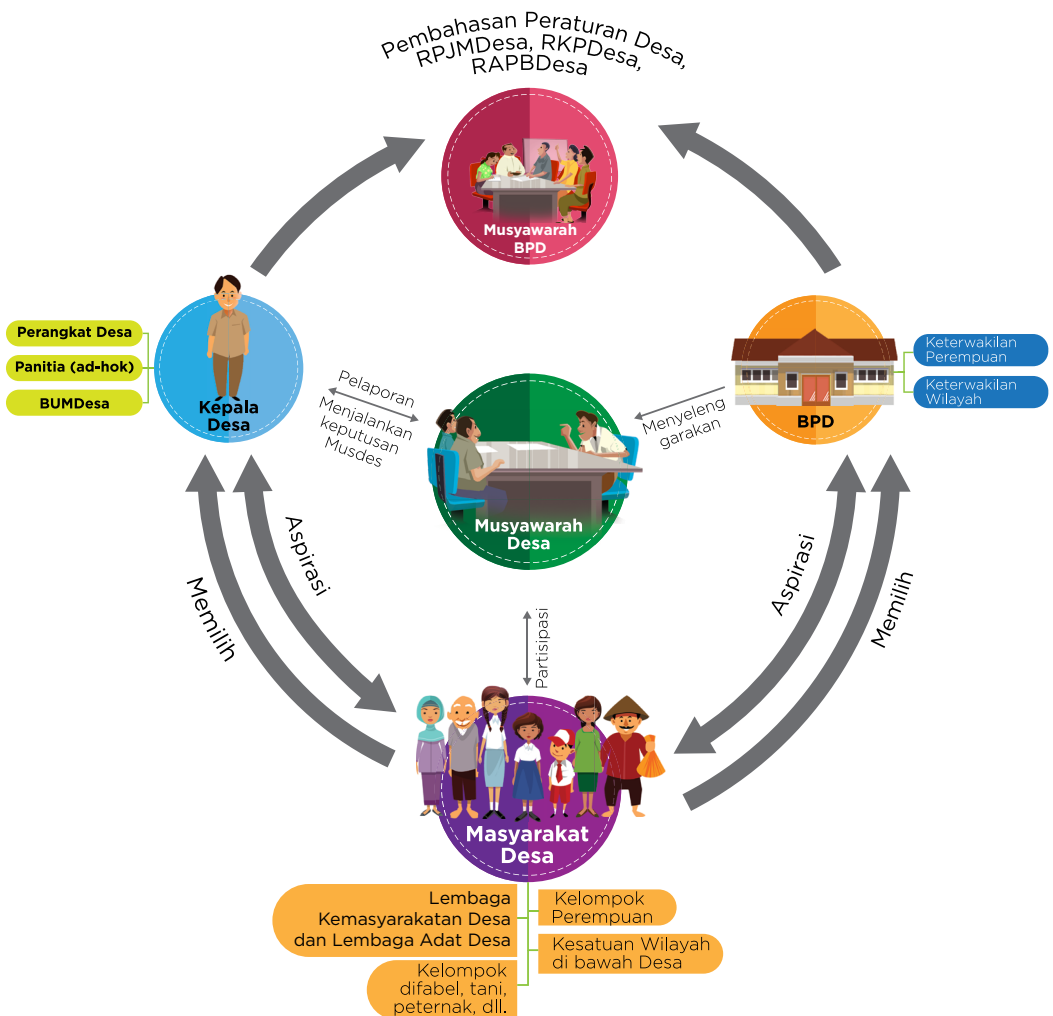 Pembahasan Peraturan Desa,
RPJMDesa, RKPDesa,
RAPBDesa
Musyawarah
BPD
Perangkat Desa
Panitia (ad-hok)
BUMDesa
Kepala
Desa
Pelaporan
Menjalankan
keputusan
Musdes
Musyawarah
Desa
Menyeleng
garakan
BPD
Keterwakilan
Perempuan
Keterwakilan
Wilayah
Memilih
Aspirasi
Partisipasi
Aspirasi
Memilih
Masyarakat
Desa
Lembaga
Kemasyarakatan Desa
dan Lembaga Adat Desa
Kelompok
difabel, tani,
peternak, dll.
Kelompok
Perempuan
Kesatuan Wilayah
di bawah Desa